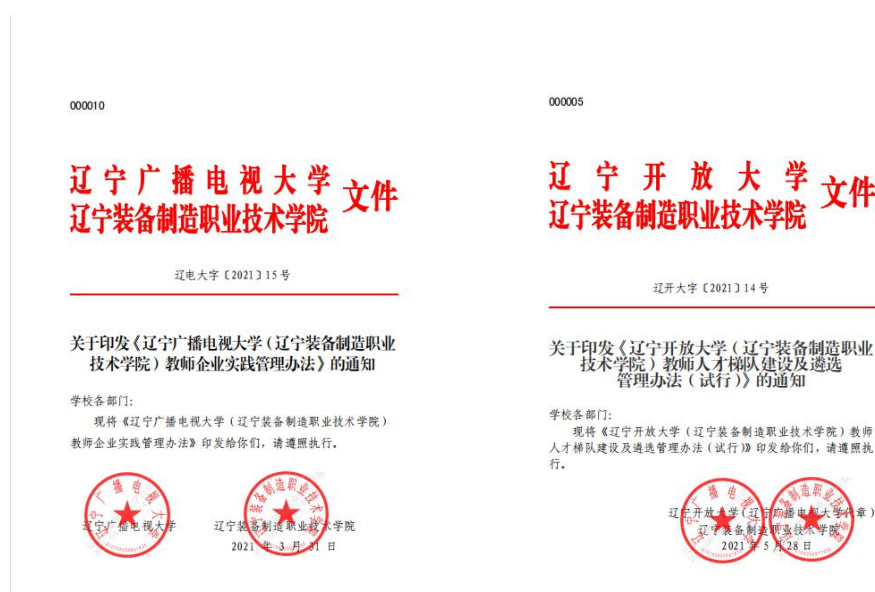 000010
辽宁广播电视大学
辽宁装备制造职业技术学院
文件
辽电大字〔2021〕15号
关于印发《辽宁广播电视大学（辽宁装备制造职业
技术学院）教师企业实践管理办法》的通知
学校各部门：
现将《辽宁广播电视大学（辽宁装备制造职业技术学院）
教师企业实践管理办法》印发给你们，请遵照执行。
辽宁广播电视大学
辽宁装备制造职业技术学院
2021年3月31日
000005
辽宁开放大学
辽宁装备制造职业技术学院
文件
辽开大字〔2021〕14号
关于印发《辽宁开放大学（辽宁装备制造职业
技术学院）教师人才梯队建设及遴选
管理办法（试行）》的通知
学校各部门：
现将《辽宁开放大学（辽宁装备制造职业技术学院）教师
人才梯队建设及遴选管理办法（试行）》印发给你们，请遵照执
行。
辽宁开放大学（辽宁广播电视大学代章）
辽宁装备制造职业技术学院
2021年5月28日